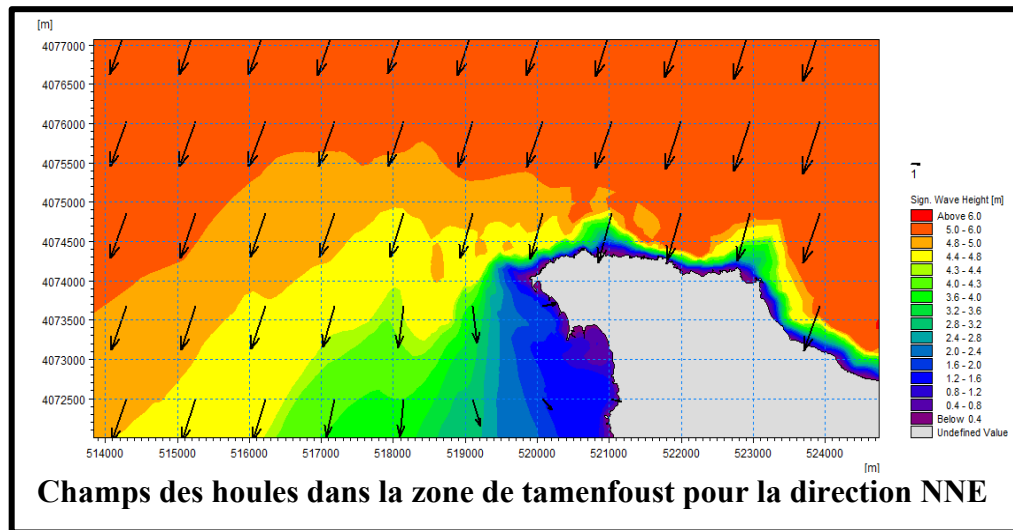 [m]
4077000
4076500
4076000
4075500
4075000
4074500
4074000
4073500
4073000
4072500
514000 515000 516000 517000 518000 519000 520000 521000 522000 523000 524000
[m]
1
Sign. Wave Height [m]
Above 6.0
5.0 - 6.0
4.8 - 5.0
4.4 - 4.8
4.3 - 4.4
4.0 - 4.3
3.6 - 4.0
3.2 - 3.6
2.8 - 3.2
2.4 - 2.8
2.0 - 2.4
1.6 - 2.0
1.2 - 1.6
0.8 - 1.2
0.4 - 0.8
Below 0.4
Undefined Value
Champs des houles dans la zone de tamenfoust pour la direction NNE